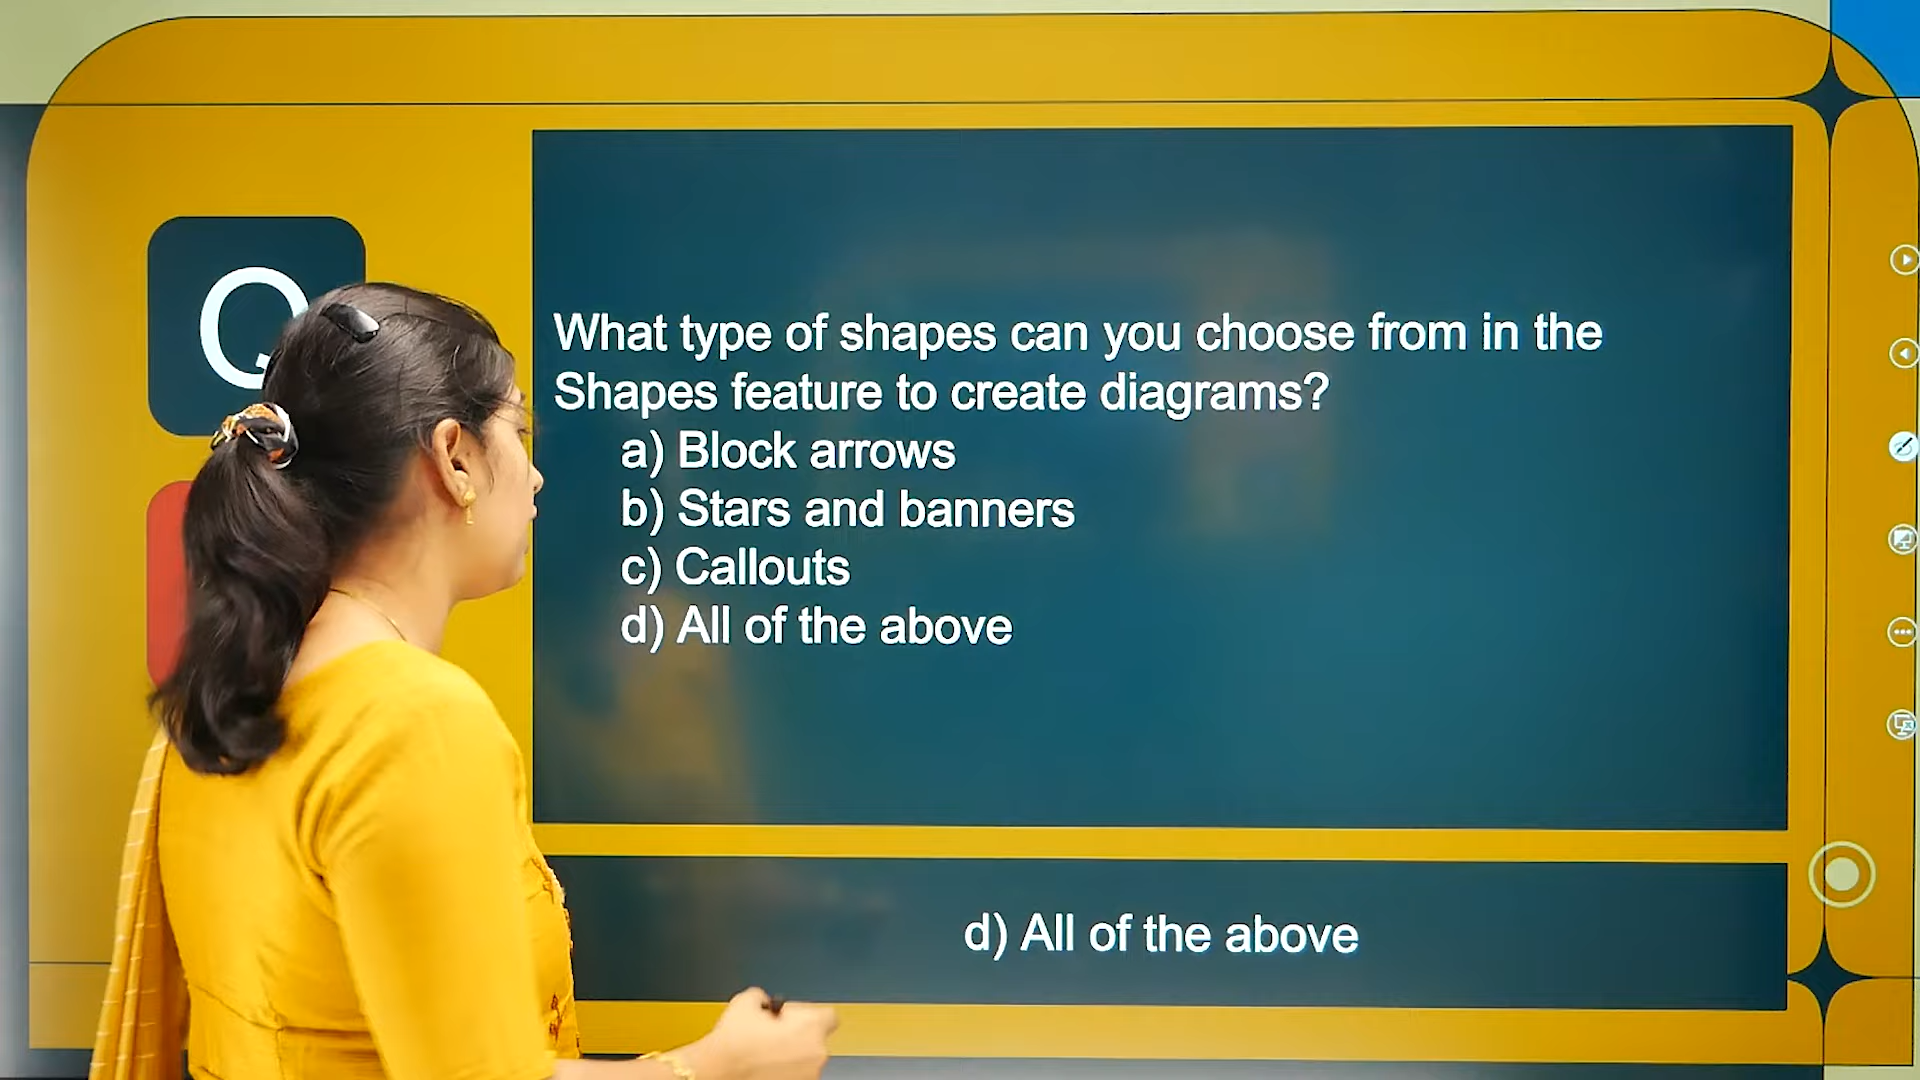 Q
What type of shapes can you choose from in the
Shapes feature to create diagrams?
a) Block arrows
b) Stars and banners
c) Callouts
d) All of the above
d) All of the above